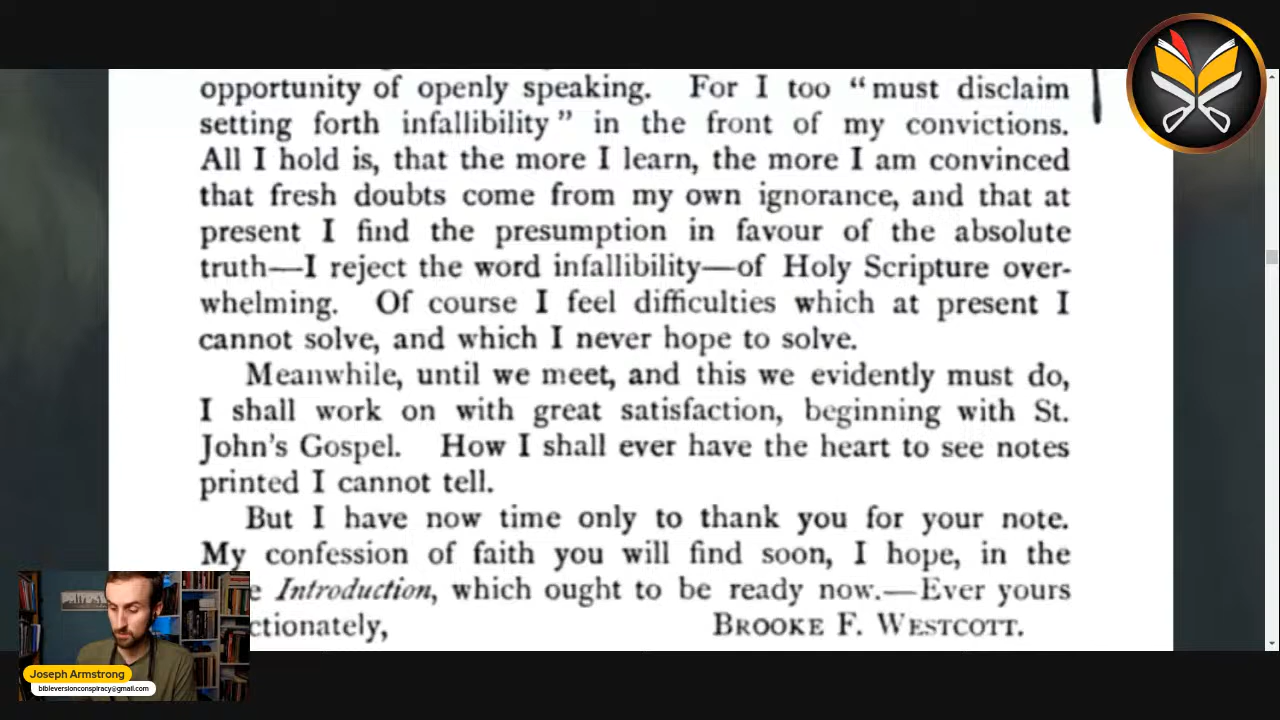 opportunity of openly speaking. For I too “must disclaim
setting forth infallibility” in the front of my convictions.
All I hold is, that the more I learn, the more I am convinced
that fresh doubts come from my own ignorance, and that at
present I find the presumption in favour of the absolute
truth—I reject the word infallibility—of Holy Scripture over-
whelming. Of course I feel difficulties which at present I
cannot solve, and which I never hope to solve.
Meanwhile, until we meet, and this we evidently must do,
I shall work on with great satisfaction, beginning with St.
John's Gospel. How I shall ever have the heart to see notes
printed I cannot tell.
But I have now time only to thank you for your note.
My confession of faith you will find soon, I hope, in the
e Introduction, which ought to be ready now.—Ever yours
ctionately, BROOKE F. WESTCOTT.
Joseph Armstrong
bibleversionconspiracy@gmail.com